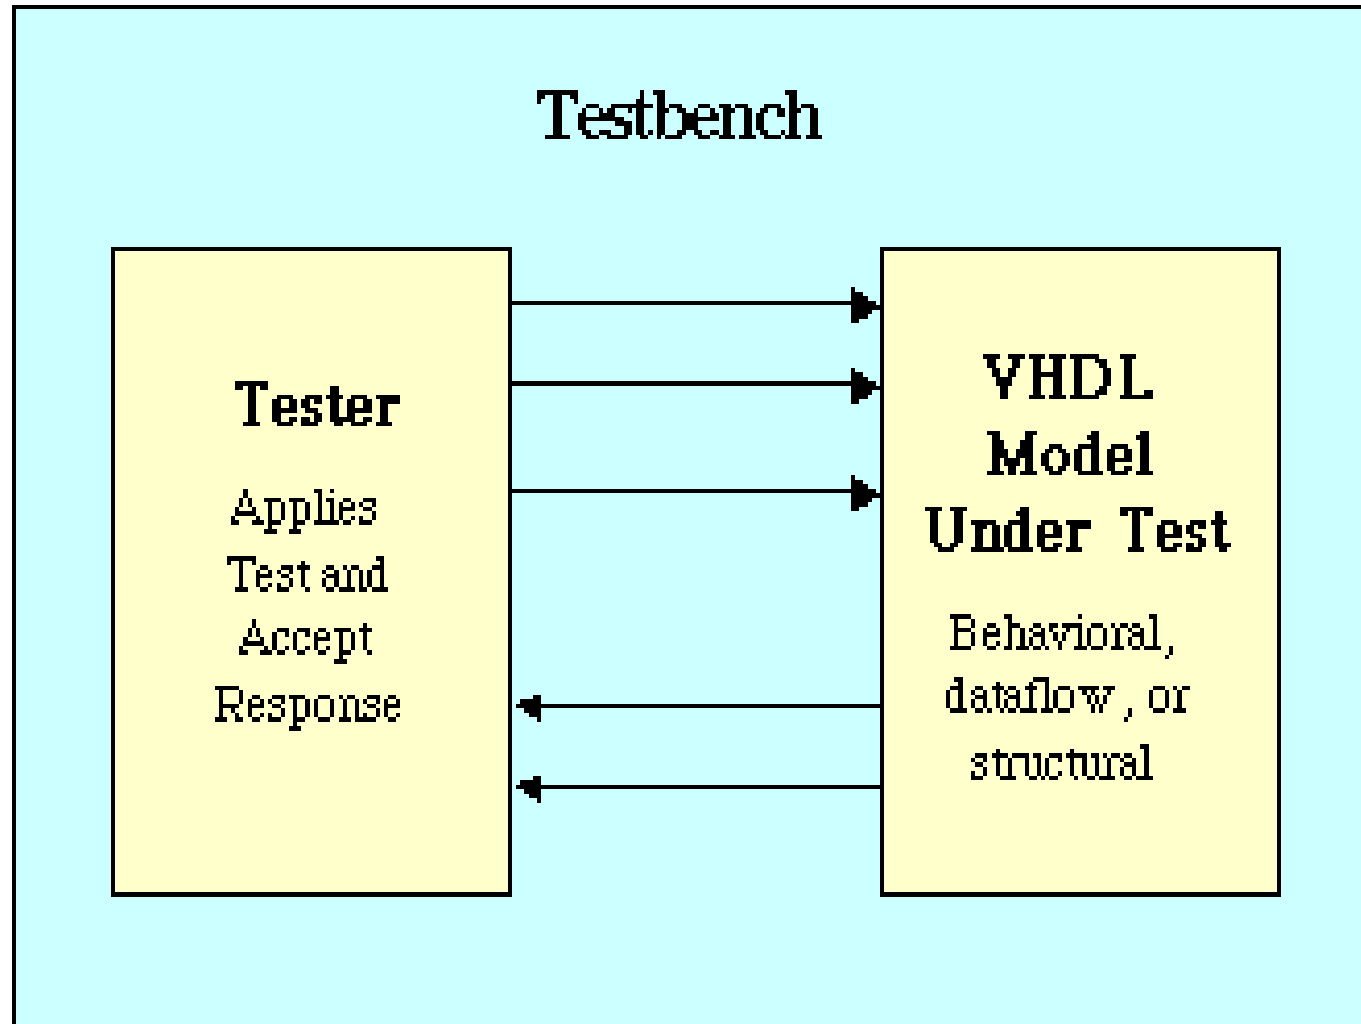 Testbench
Tester
Applies
Test and
Accept
Response
VHDL
Model
Under Test
Behavioral,
dataflow, or
structural